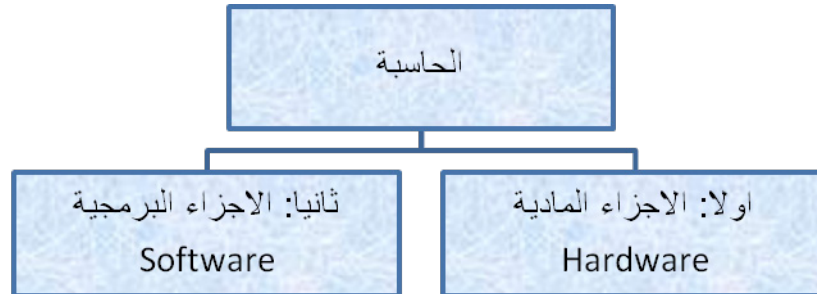 الحاسبة
اولا: الاجزاء المادية
Hardware
ثانيا: الاجزاء البرمجية
Software